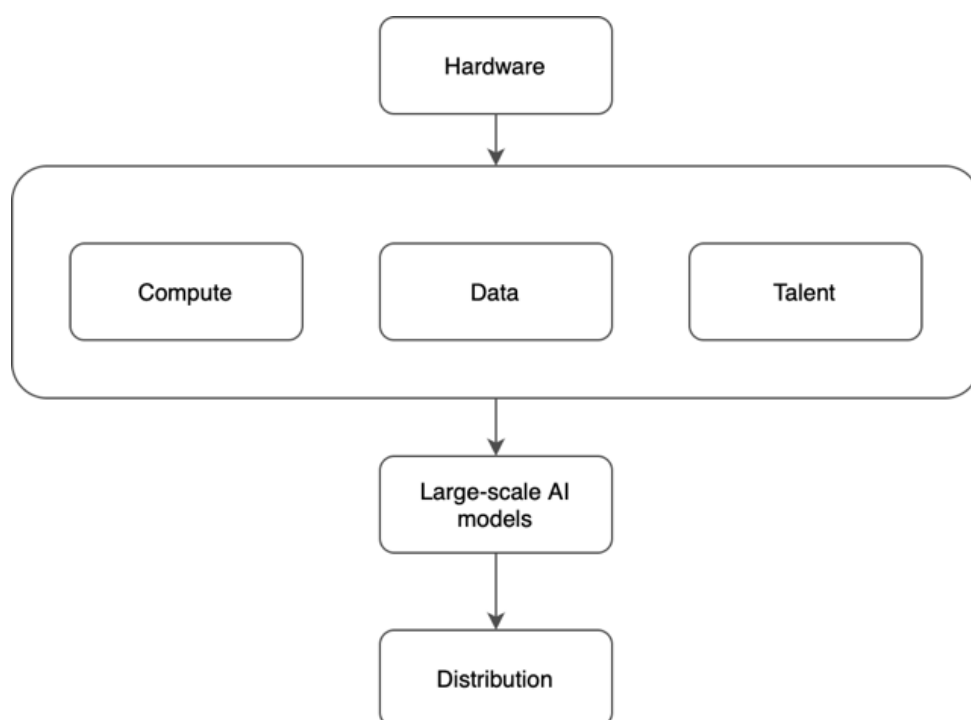 Hardware
Compute
Data
Talent
Large-scale AI
models
Distribution